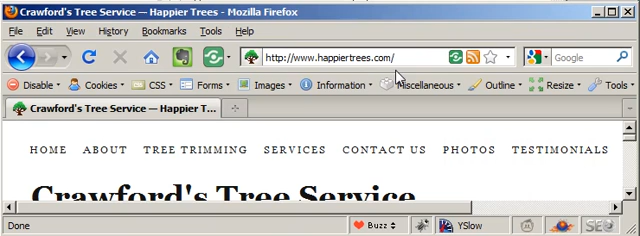 Crawford's Tree Service — Happier Trees - Mozilla Firefox
File Edit View History Bookmarks Tools Help
http://www.happiertrees.com/ Google
Disable Cookies CSS Forms Images Information Miscellaneous Outline Resize Tools
Crawford's Tree Service — Happier T...
HOME ABOUT TREE TRIMMING SERVICES CONTACT US PHOTOS TESTIMONIALS
Crawford's Tree Service
Done Buzz YSlow SEO